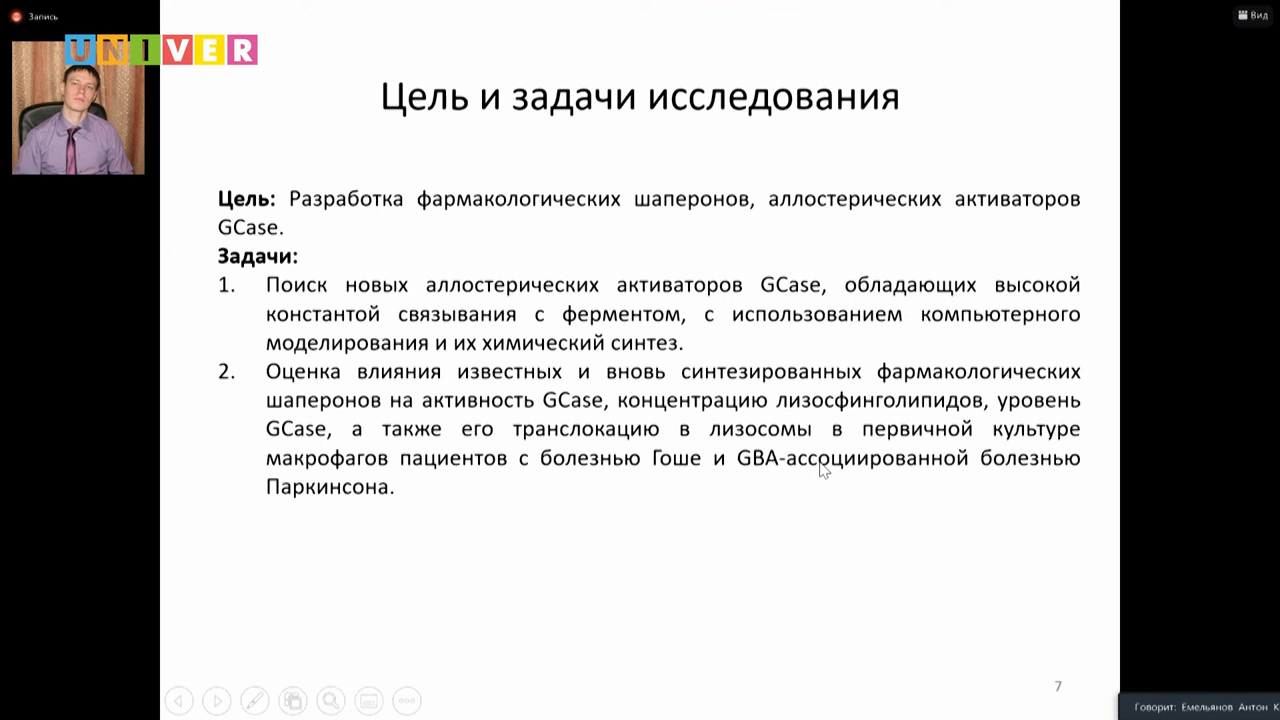 Запись
Вид
UNIVER
Цель и задачи исследования
Цель: Разработка фармакологических шаперонов, аллостерических активаторов
GCase.
Задачи:
1. Поиск новых аллостерических активаторов GCase, обладающих высокой
константой связывания с ферментом, с использованием компьютерного
моделирования и их химический синтез.
2. Оценка влияния известных и вновь синтезированных фармакологических
шаперонов на активность GCase, концентрацию лизосфинголипидов, уровень
GCase, а также его транслокацию в лизосомы в первичной культуре
макрофагов пациентов с болезнью Гоше и GBA-ассоциированной болезнью
Паркинсона.
7
Говорит: Емельянов Антон К